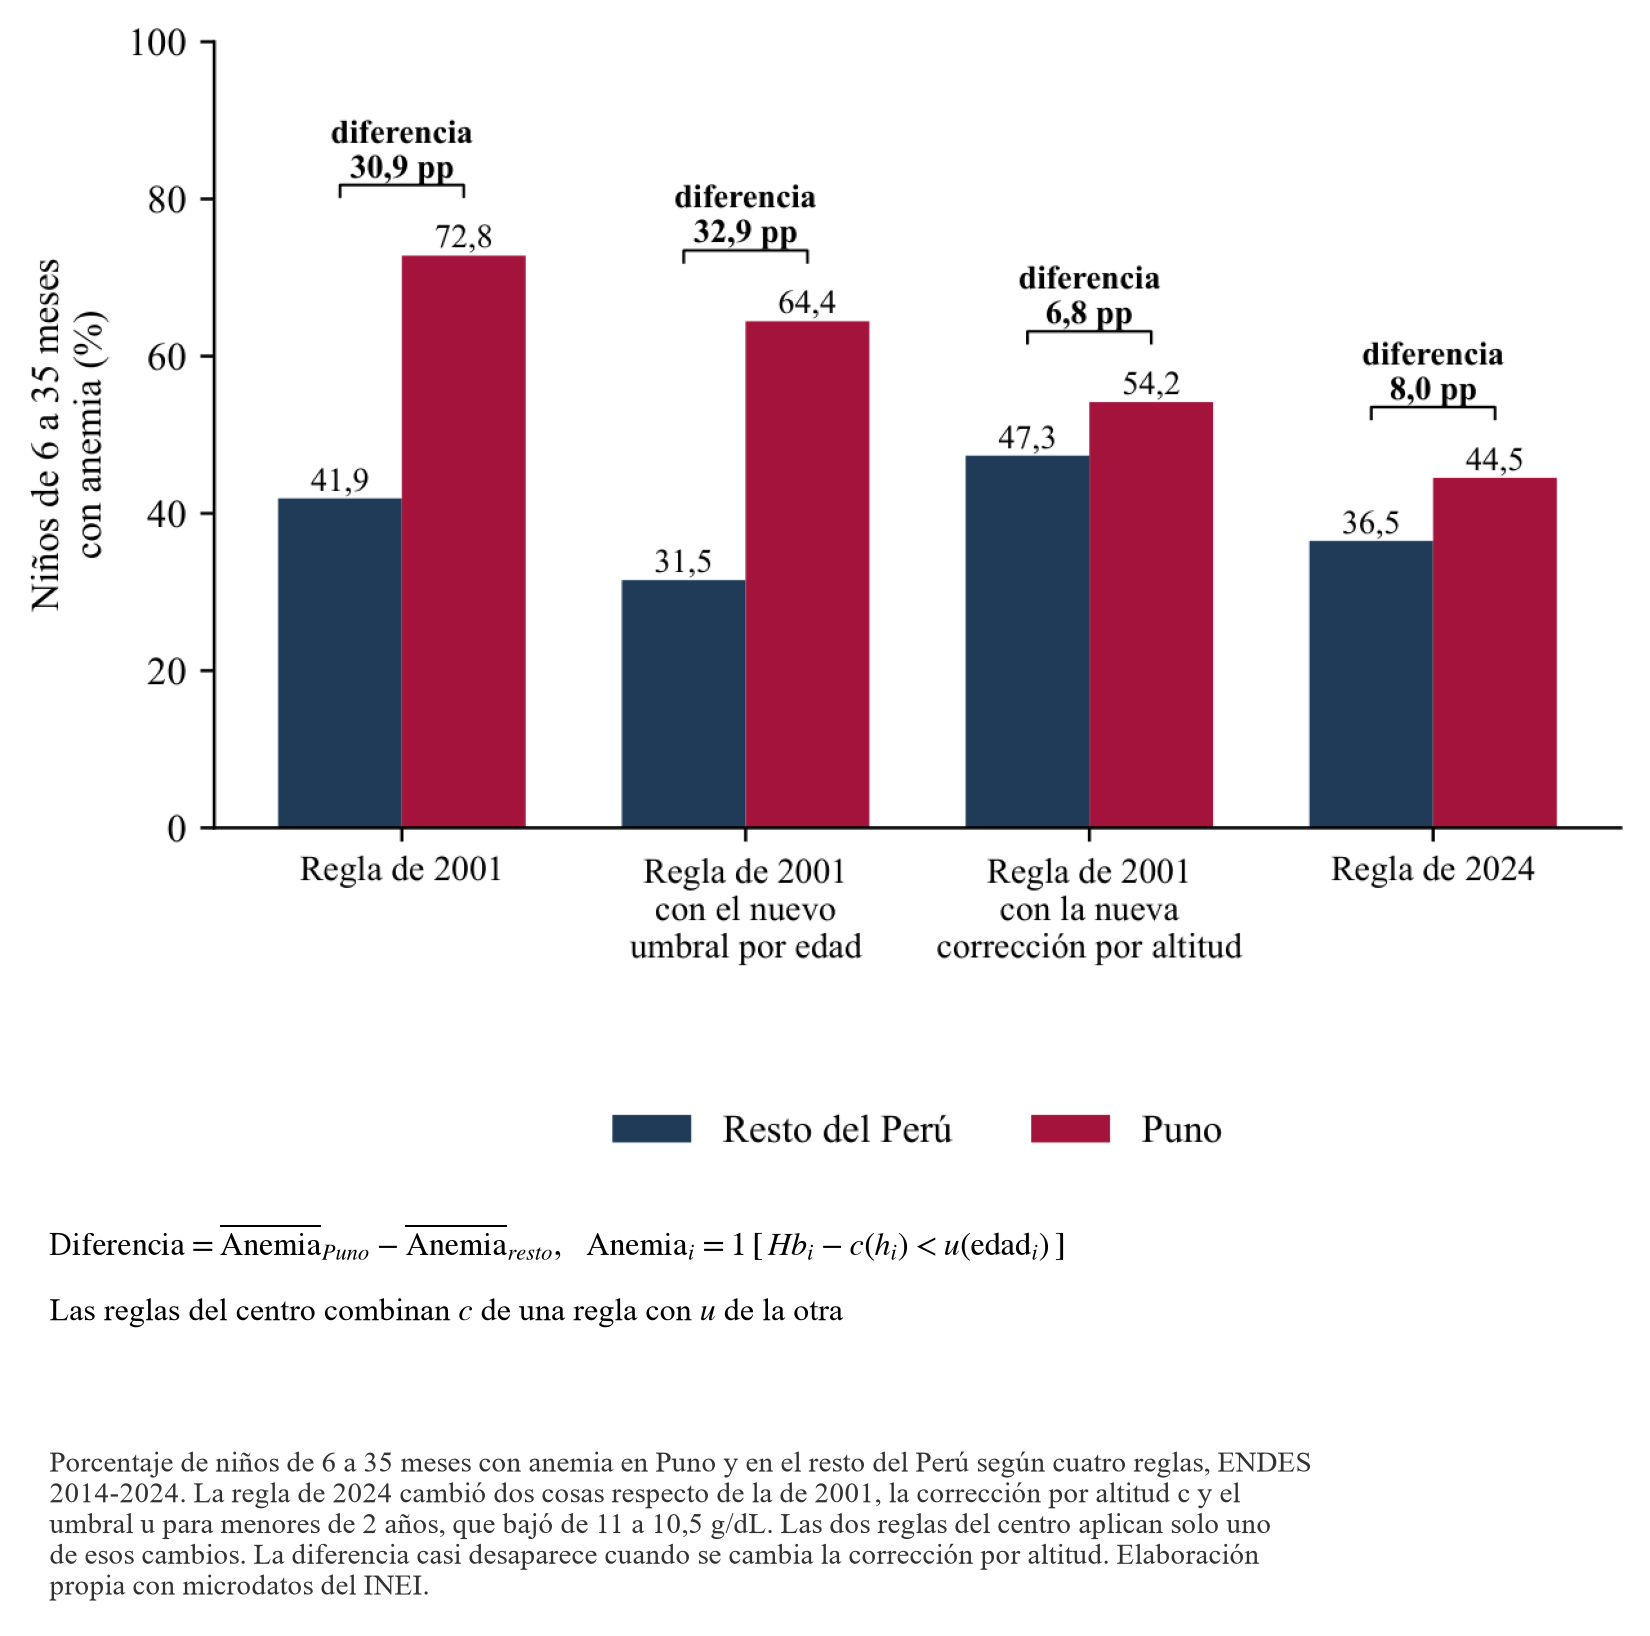 100
80
60
40
20
0
Niños de 6 a 35 meses
con anemia (%)
diferencia
30,9 pp
72,8
41,9
diferencia
32,9 pp
64,4
31,5
diferencia
6,8 pp
54,2
47,3
diferencia
8,0 pp
44,5
36,5
Regla de 2001
Regla de 2001
con el nuevo
umbral por edad
Regla de 2001
con la nueva
corrección por altitud
Regla de 2024
Resto del Perú
Puno
Diferencia = \overline{Anemia}_{Puno} − \overline{Anemia}_{resto},   Anemia_i = 1 [ Hb_i − c(h_i) < u(edad_i) ]
Las reglas del centro combinan c de una regla con u de la otra
Porcentaje de niños de 6 a 35 meses con anemia en Puno y en el resto del Perú según cuatro reglas, ENDES
2014-2024. La regla de 2024 cambió dos cosas respecto de la de 2001, la corrección por altitud c y el
umbral u para menores de 2 años, que bajó de 11 a 10,5 g/dL. Las dos reglas del centro aplican solo uno
de esos cambios. La diferencia casi desaparece cuando se cambia la corrección por altitud. Elaboración
propia con microdatos del INEI.